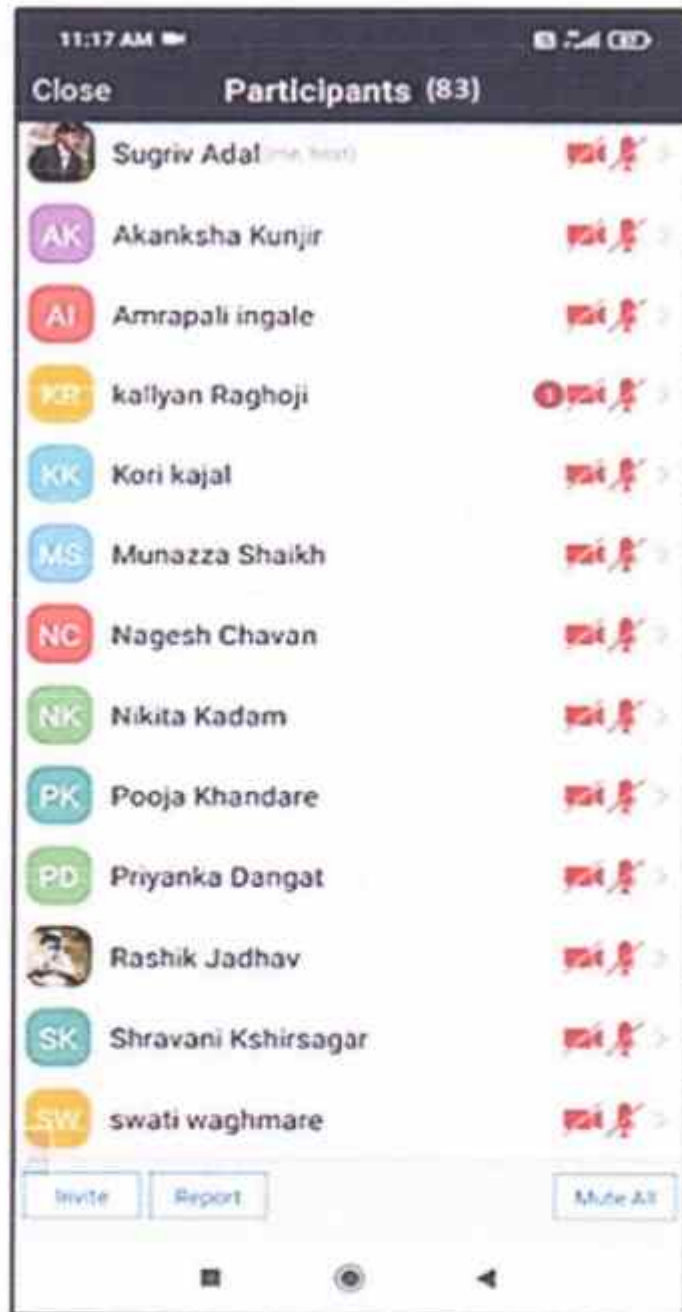 11:17 AM
Close Participants (83)
Sugriv Adal (me, host)
AK Akanksha Kunjir
AI Amrapali ingale
KR kallyan Raghoji
KK Kori kajal
MS Munazza Shaikh
NC Nagesh Chavan
NK Nikita Kadam
PK Pooja Khandare
PD Priyanka Dangat
Rashik Jadhav
SK Shravani Kshirsagar
SW swati waghmare
Invite Report Mute All